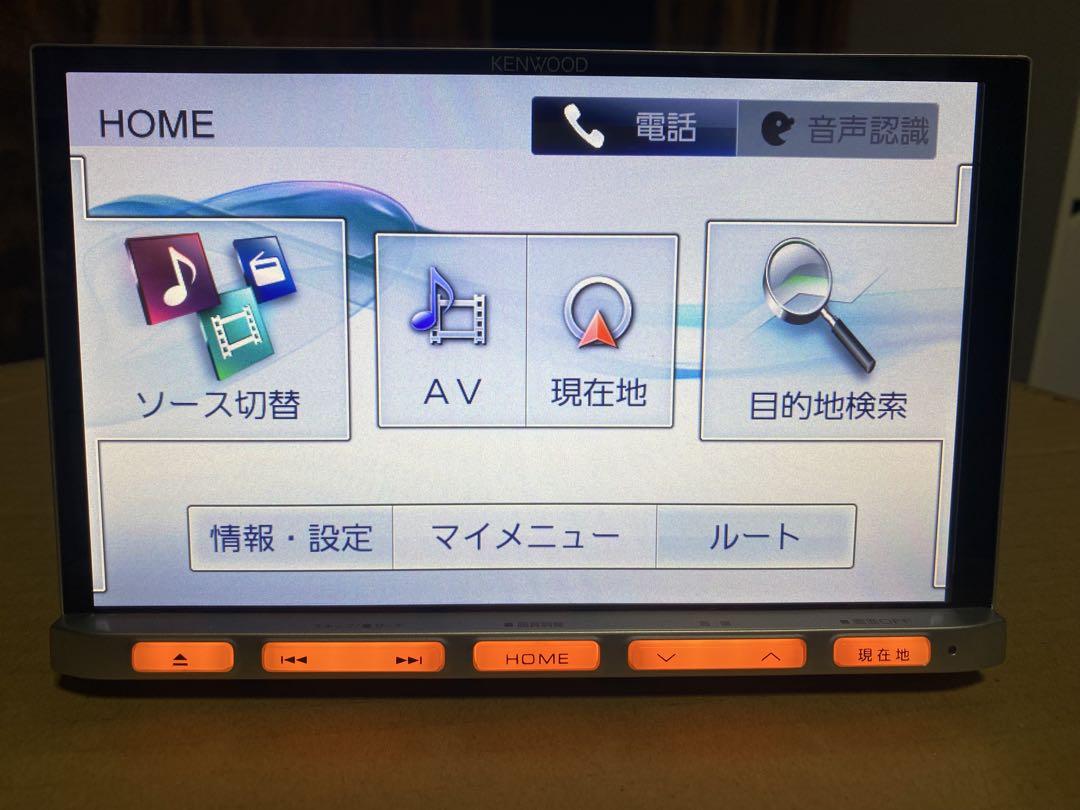 KENWOOD
HOME
電話
音声認識
ソース切替
AV
現在地
目的地検索
情報・設定
マイメニュー
ルート
HOME
現在地